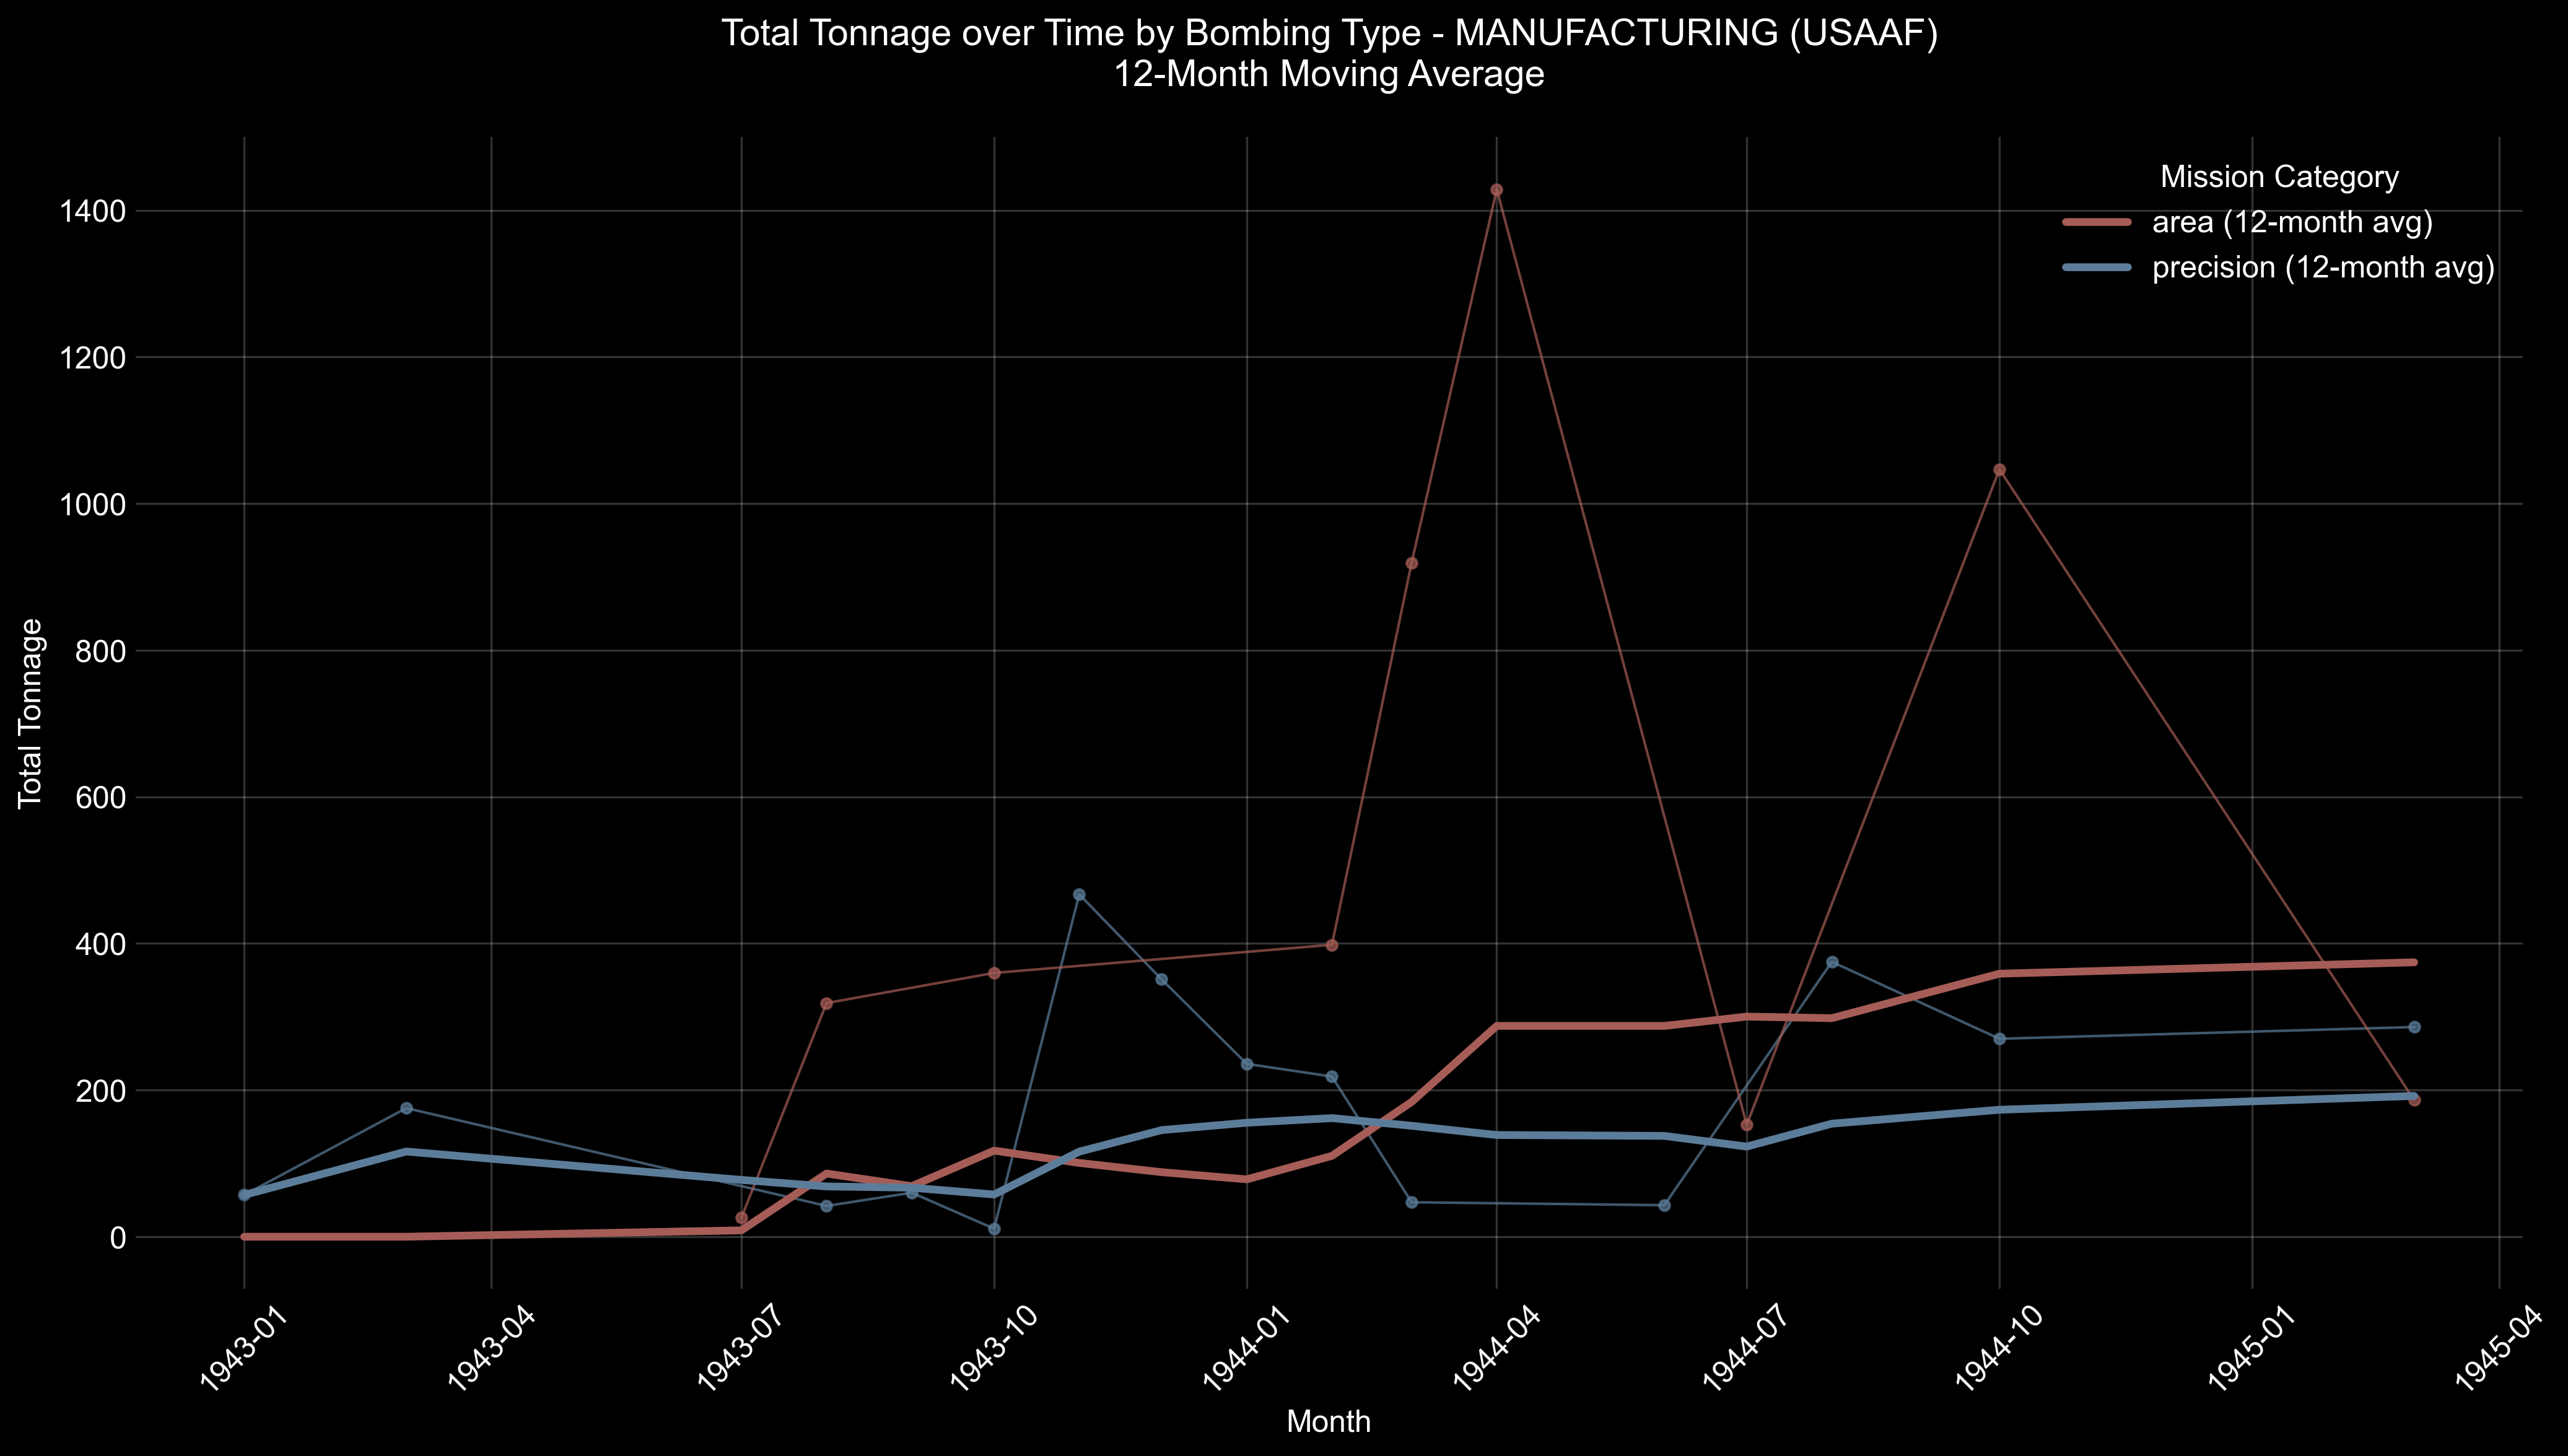 Total Tonnage over Time by Bombing Type - MANUFACTURING (USAAF)
12-Month Moving Average
Mission Category
area (12-month avg)
precision (12-month avg)
Total Tonnage
1400
1200
1000
800
600
400
200
0
1943-01
1943-04
1943-07
1943-10
1944-01
1944-04
1944-07
1944-10
1945-01
1945-04
Month